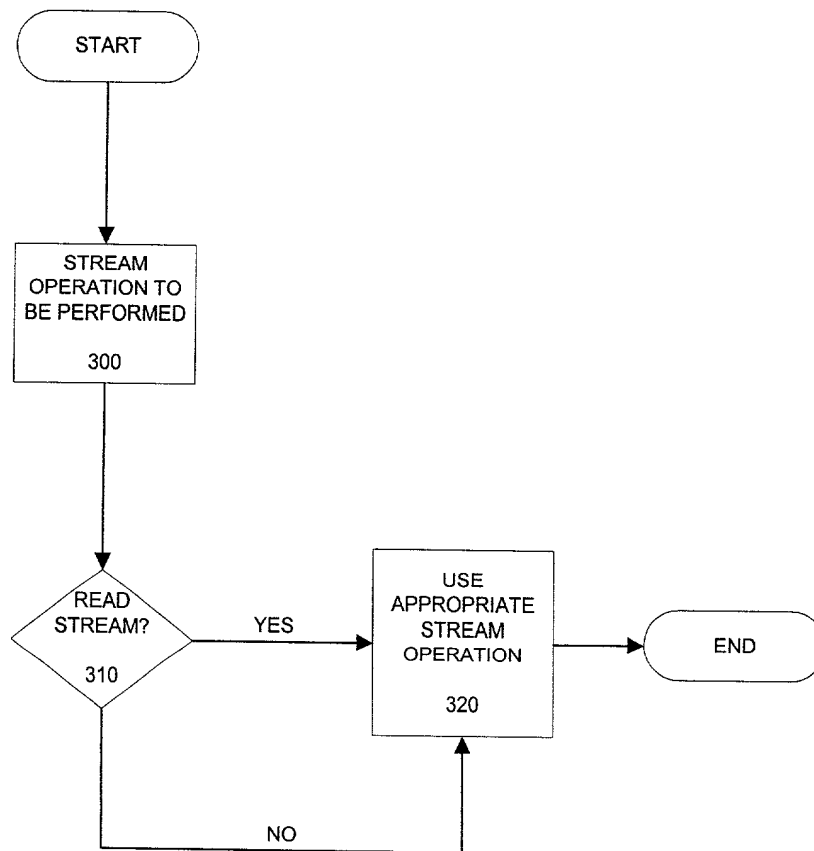 START
STREAM
OPERATION TO
BE PERFORMED
300
READ
STREAM?
310
YES
USE
APPROPRIATE
STREAM
OPERATION
320
END
NO